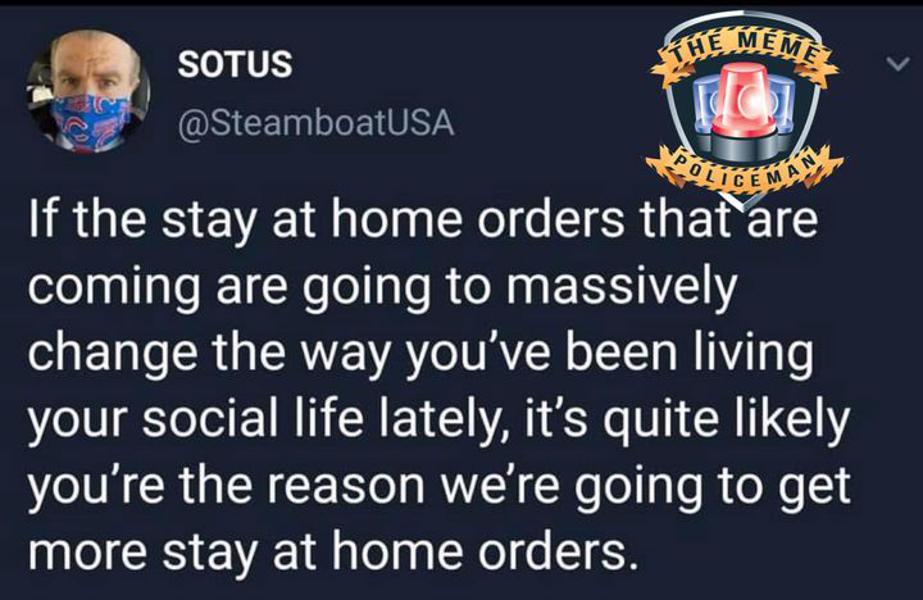 SOTUS
@SteamboatUSA
THE MEME
POLICEMAN
If the stay at home orders that are
coming are going to massively
change the way you've been living
your social life lately, it's quite likely
you're the reason we're going to get
more stay at home orders.